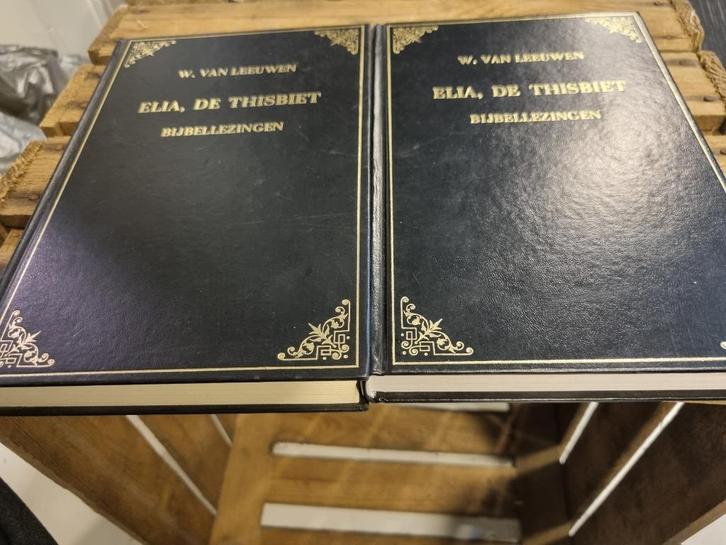 W. VAN LEEUWEN
ELIA, DE THISBIET
BIJBELLEZINGEN
W. VAN LEEUWEN
ELIA, DE THISBIET
BIJBELLEZINGEN